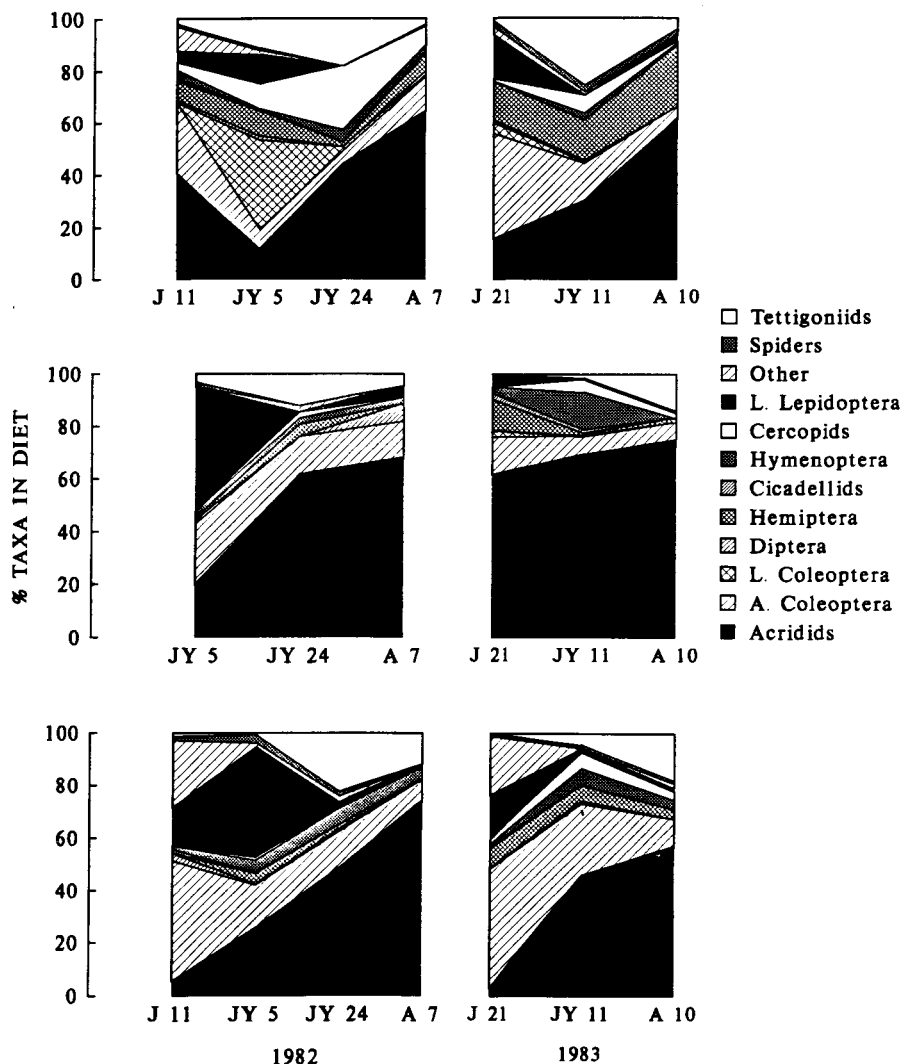 100
80
60
40
20
0
J 11 JY 5 JY 24 A 7
J 21 JY 11 A 10
Tettigoniids
Spiders
Other
L. Lepidoptera
Cercopids
Hymenoptera
Cicadellids
Hemiptera
Diptera
L. Coleoptera
A. Coleoptera
Acridids
% TAXA IN DIET
100
80
60
40
20
0
JY 5 JY 24 A 7
J 21 JY 11 A 10
100
80
60
40
20
0
J 11 JY 5 JY 24 A 7
J 21 JY 11 A 10
1982 1983